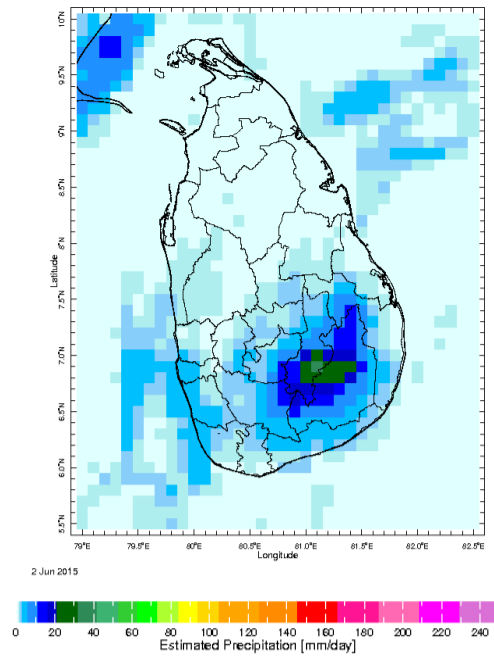 10°N
9.5°N
9°N
8.5°N
8°N
7.5°N
7.0°N
6.5°N
6.0°N
5.5°N
Latitude
79°E 79.5°E 80°E 80.5°E 81.0°E 81.5°E 82°E 82.5°E
Longitude
2 Jun 2015
0 20 40 60 80 100 120 140 160 180 200 220 240
Estimated Precipitation [mm/day]